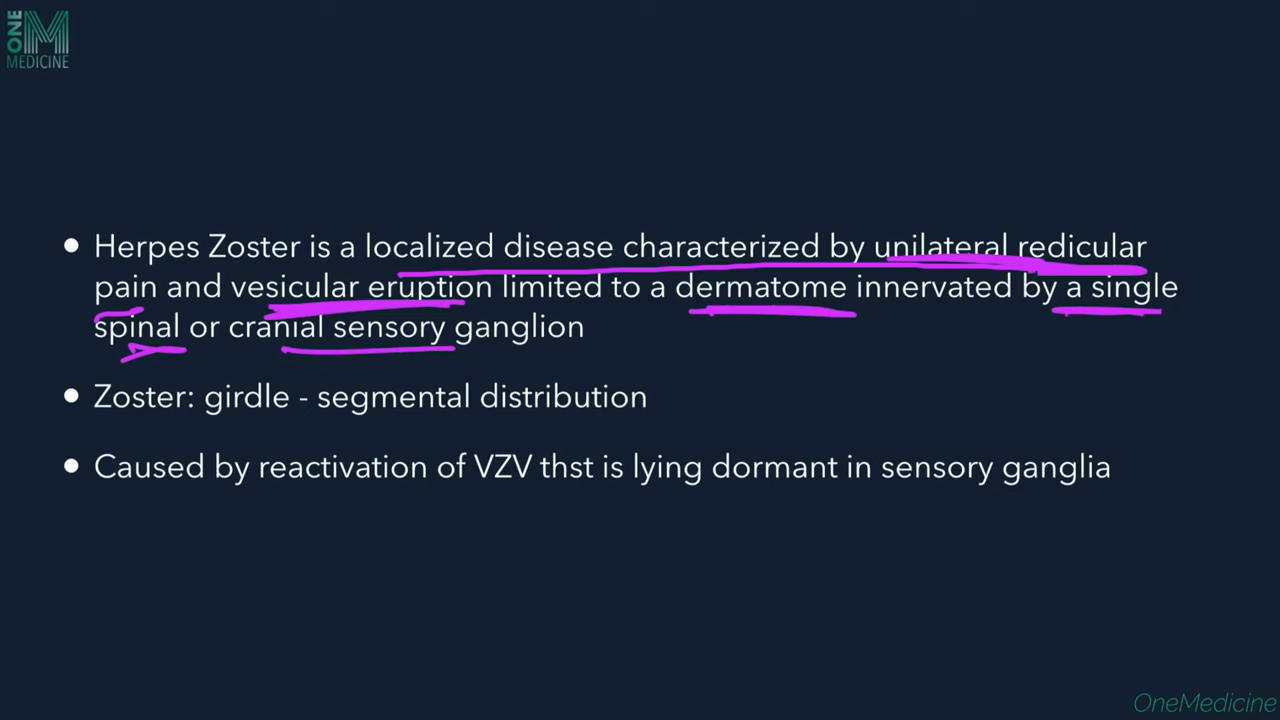 ONE M
MEDICINE
• Herpes Zoster is a localized disease characterized by unilateral redicular
pain and vesicular eruption limited to a dermatome innervated by a single
spinal or cranial sensory ganglion
• Zoster: girdle - segmental distribution
• Caused by reactivation of VZV thst is lying dormant in sensory ganglia
OneMedicine